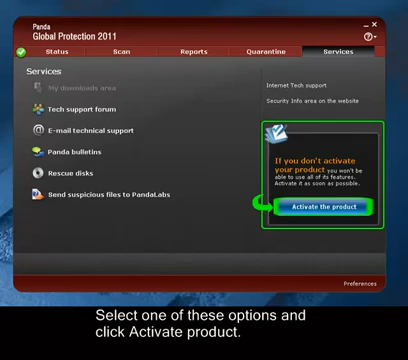 Panda
Global Protection 2011
Status
Scan
Reports
Quarantine
Services
Services
My downloads area
Tech support forum
E-mail technical support
Panda bulletins
Rescue disks
Send suspicious files to PandaLabs
Internet Tech support
Security Info area on the website
If you don't activate
your product you won't be
able to use all of its features.
Activate it as soon as possible.
Activate the product
Preferences
Select one of these options and
click Activate product.